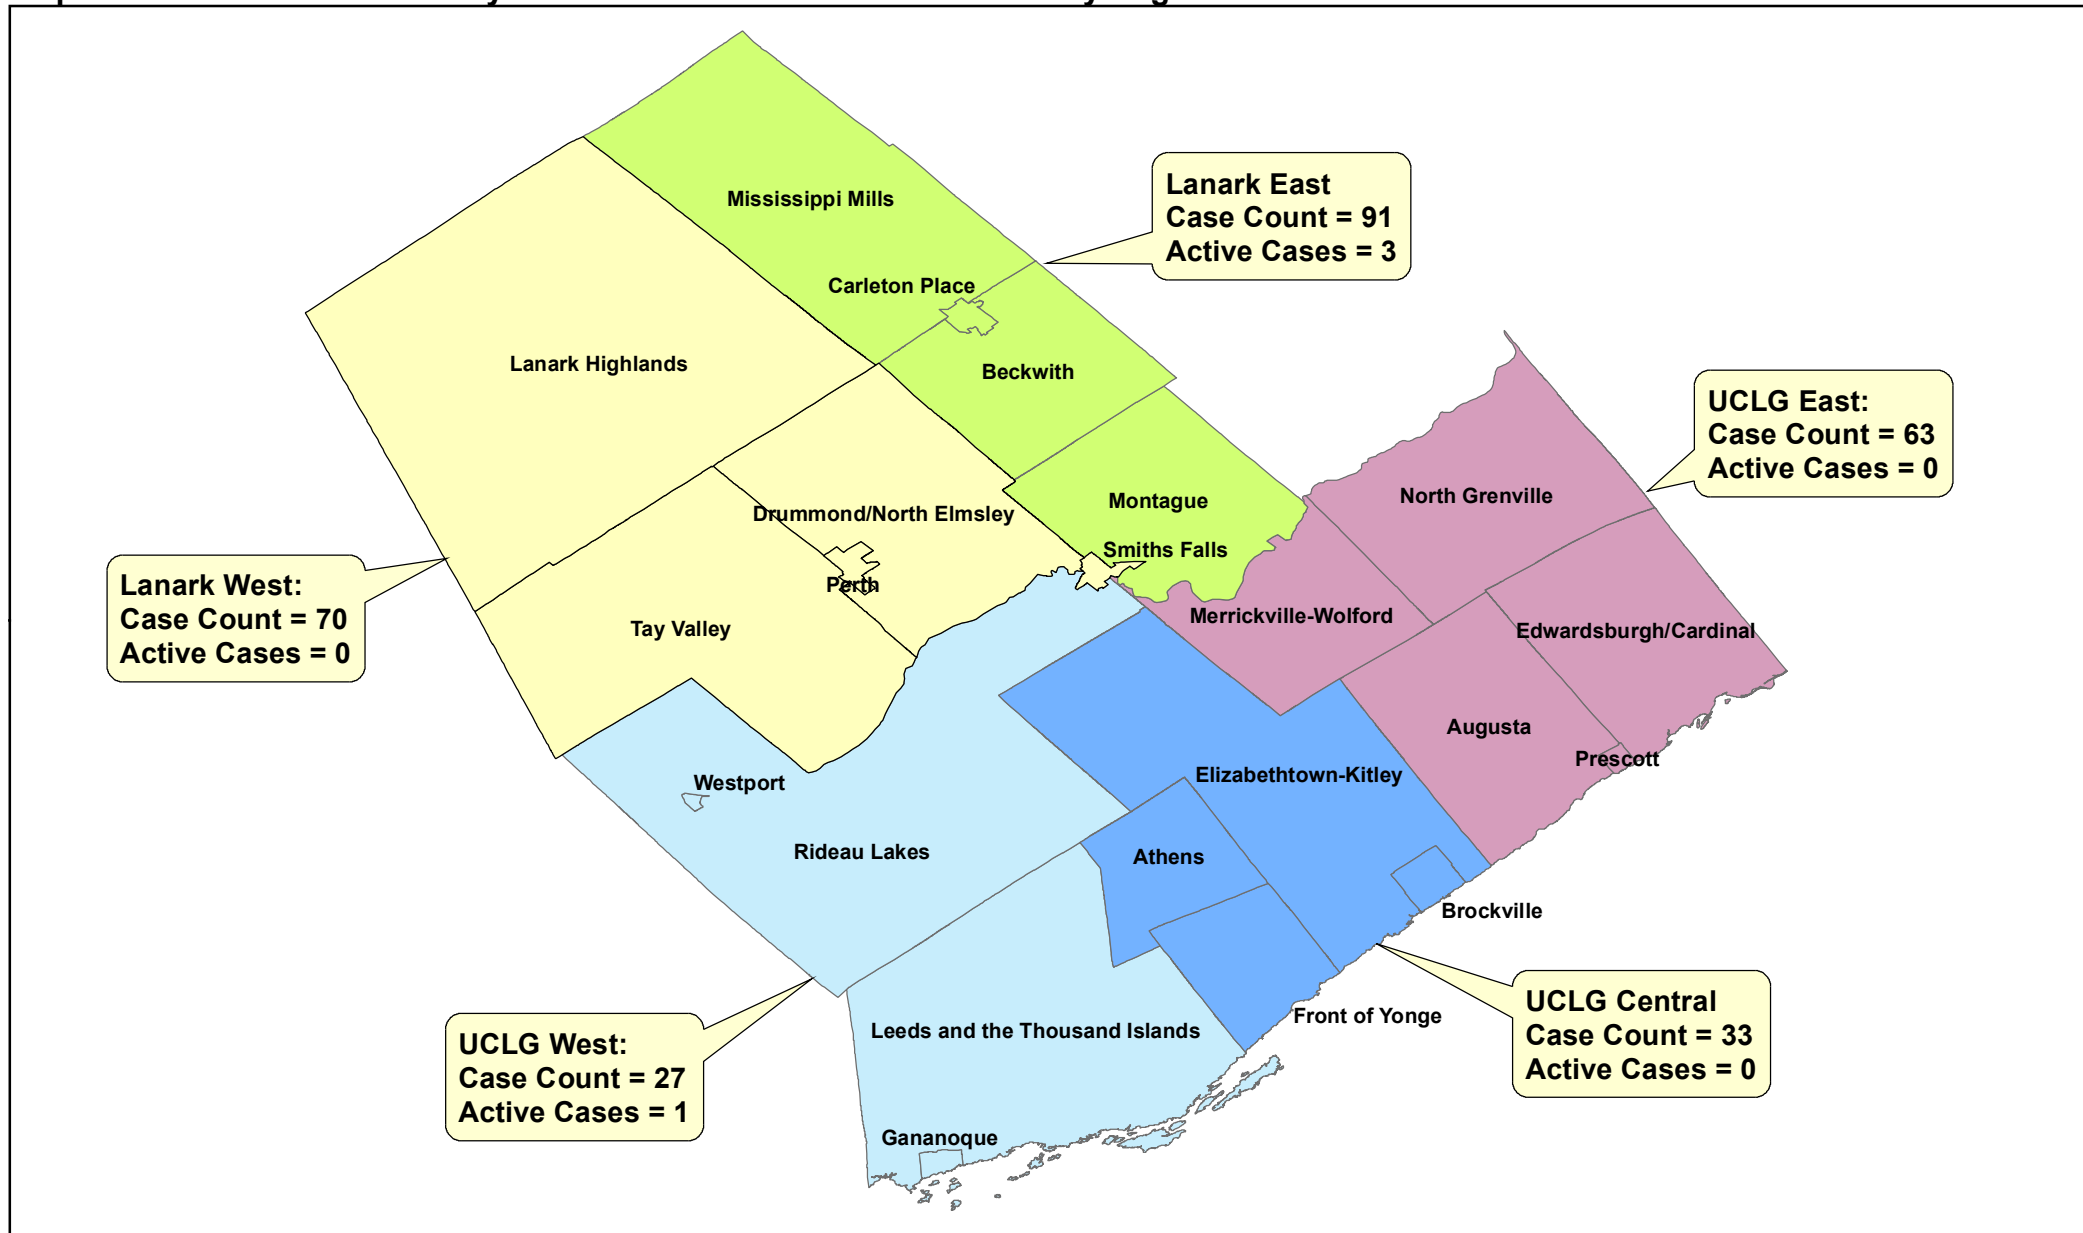 Mississippi Mills
Lanark East
Case Count = 91
Active Cases = 3
Carleton Place
Lanark Highlands
Beckwith
UCLG East:
Case Count = 63
Active Cases = 0
Montague
North Grenville
Drummond/North Elmsley
Smiths Falls
Perth
Lanark West:
Case Count = 70
Active Cases = 0
Tay Valley
Merrickville-Wolford
Edwardsburgh/Cardinal
Augusta
Prescott
Westport
Elizabethtown-Kitley
Rideau Lakes
Athens
Brockville
UCLG Central
Case Count = 33
Active Cases = 0
Front of Yonge
Leeds and the Thousand Islands
UCLG West:
Case Count = 27
Active Cases = 1
Gananoque